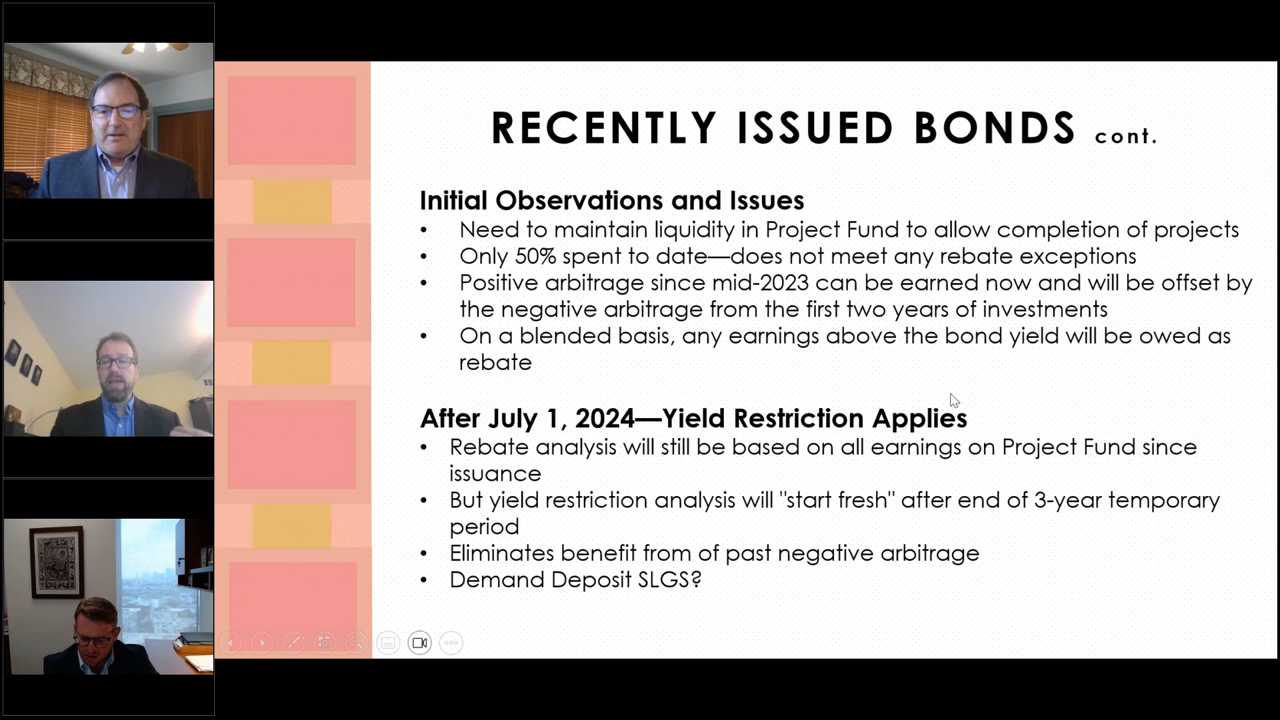 RECENTLY ISSUED BONDS cont.
Initial Observations and Issues
• Need to maintain liquidity in Project Fund to allow completion of projects
• Only 50% spent to date—does not meet any rebate exceptions
• Positive arbitrage since mid-2023 can be earned now and will be offset by
the negative arbitrage from the first two years of investments
• On a blended basis, any earnings above the bond yield will be owed as
rebate
After July 1, 2024—Yield Restriction Applies
• Rebate analysis will still be based on all earnings on Project Fund since
issuance
• But yield restriction analysis will "start fresh" after end of 3-year temporary
period
• Eliminates benefit from of past negative arbitrage
• Demand Deposit SLGS?